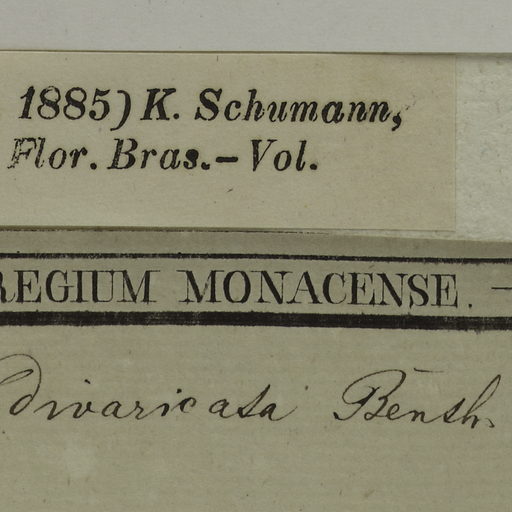 1885) K. Schumann,
Flor. Bras.—Vol.
REGIUM MONACENSE. —
divaricata Benth.